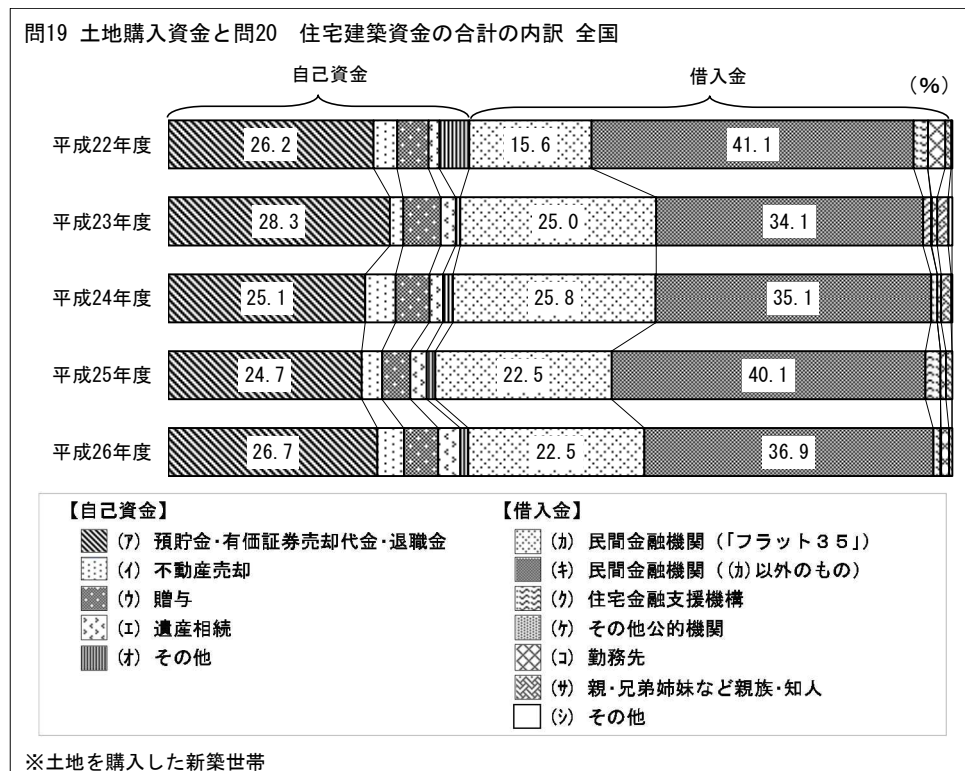 問19 土地購入資金と問20　住宅建築資金の合計の内訳 全国
自己資金
借入金
(%)
平成22年度
26.2
15.6
41.1
平成23年度
28.3
25.0
34.1
平成24年度
25.1
25.8
35.1
平成25年度
24.7
22.5
40.1
平成26年度
26.7
22.5
36.9
【自己資金】
(ｱ) 預貯金･有価証券売却代金･退職金
(ｲ) 不動産売却
(ｳ) 贈与
(ｴ) 遺産相続
(ｵ) その他
【借入金】
(ｶ) 民間金融機関（「フラット３５」）
(ｷ) 民間金融機関（(ｶ)以外のもの）
(ｸ) 住宅金融支援機構
(ｹ) その他公的機関
(ｺ) 勤務先
(ｻ) 親･兄弟姉妹など親族･知人
(ｼ) その他
※土地を購入した新築世帯